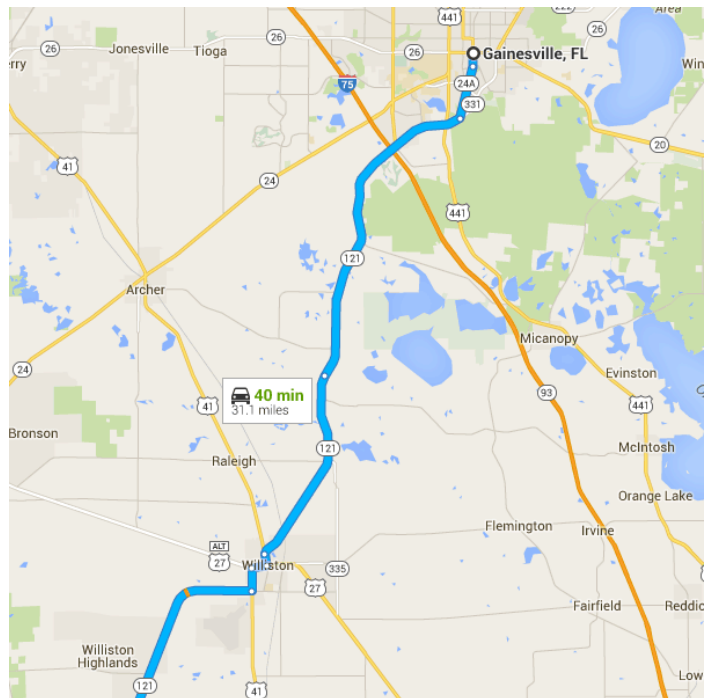 222
Area
441
26
Jonesville
Tioga
26
26
Gainesville, FL
erry
26
75
24A
Win
331
20
41
24
441
121
Archer
Micanopy
24
Evinston
40 min
31.1 miles
93
441
41
Bronson
121
McIntosh
Raleigh
Orange Lake
Flemington
Irvine
ALT
27
Williston
335
27
Fairfield
Reddic
Williston
Highlands
121
41
Low